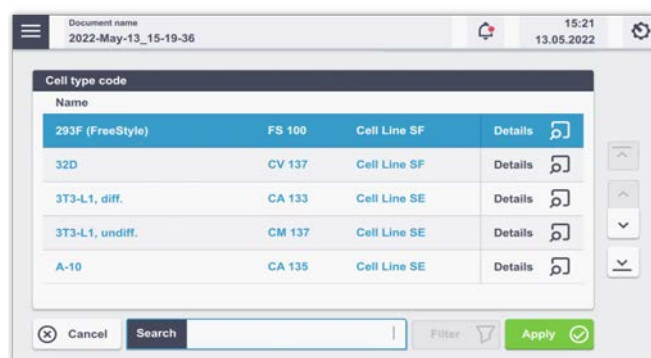 Document name
2022-May-13_15-19-36
15:21
13.05.2022
Cell type code
Name
293F (FreeStyle) FS 100 Cell Line SF Details
32D CV 137 Cell Line SF Details
3T3-L1, diff. CA 133 Cell Line SE Details
3T3-L1, undiff. CM 137 Cell Line SE Details
A-10 CA 135 Cell Line SE Details
Cancel Search Filter Apply